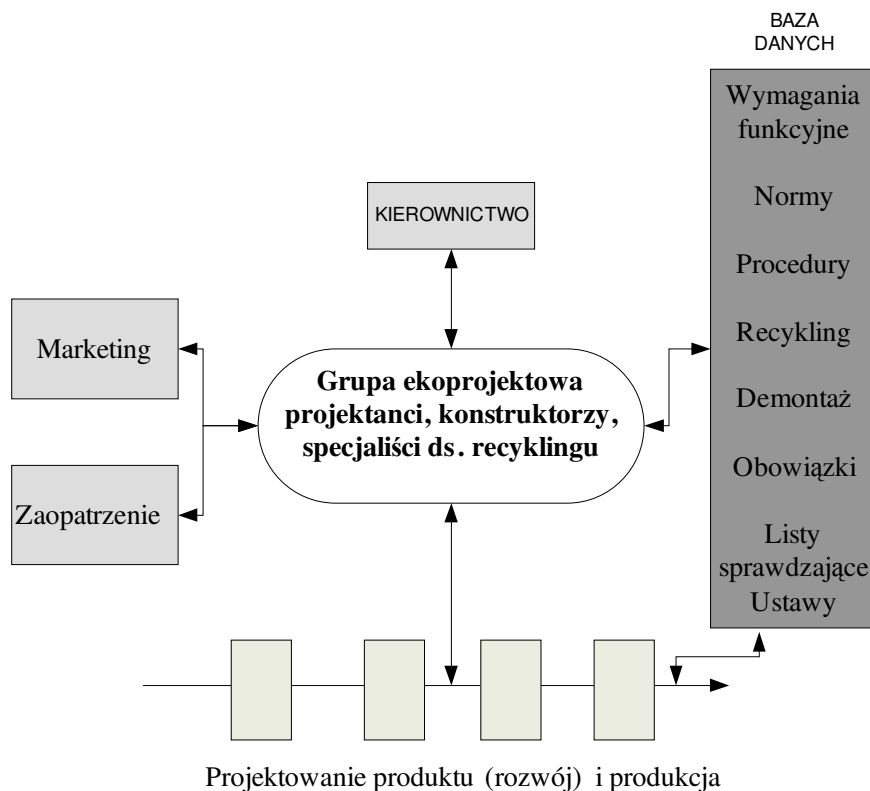 BAZA
DANYCH
Wymagania
funkcyjne
Normy
Procedury
Recykling
Demontaż
Obowiązki
Listy
sprawdzające
Ustawy
KIEROWNICTWO
Marketing
Zaopatrzenie
Grupa ekoprojektowa
projektanci, konstruktorzy,
specjaliści ds. recyklingu
Projektowanie produktu (rozwój) i produkcja